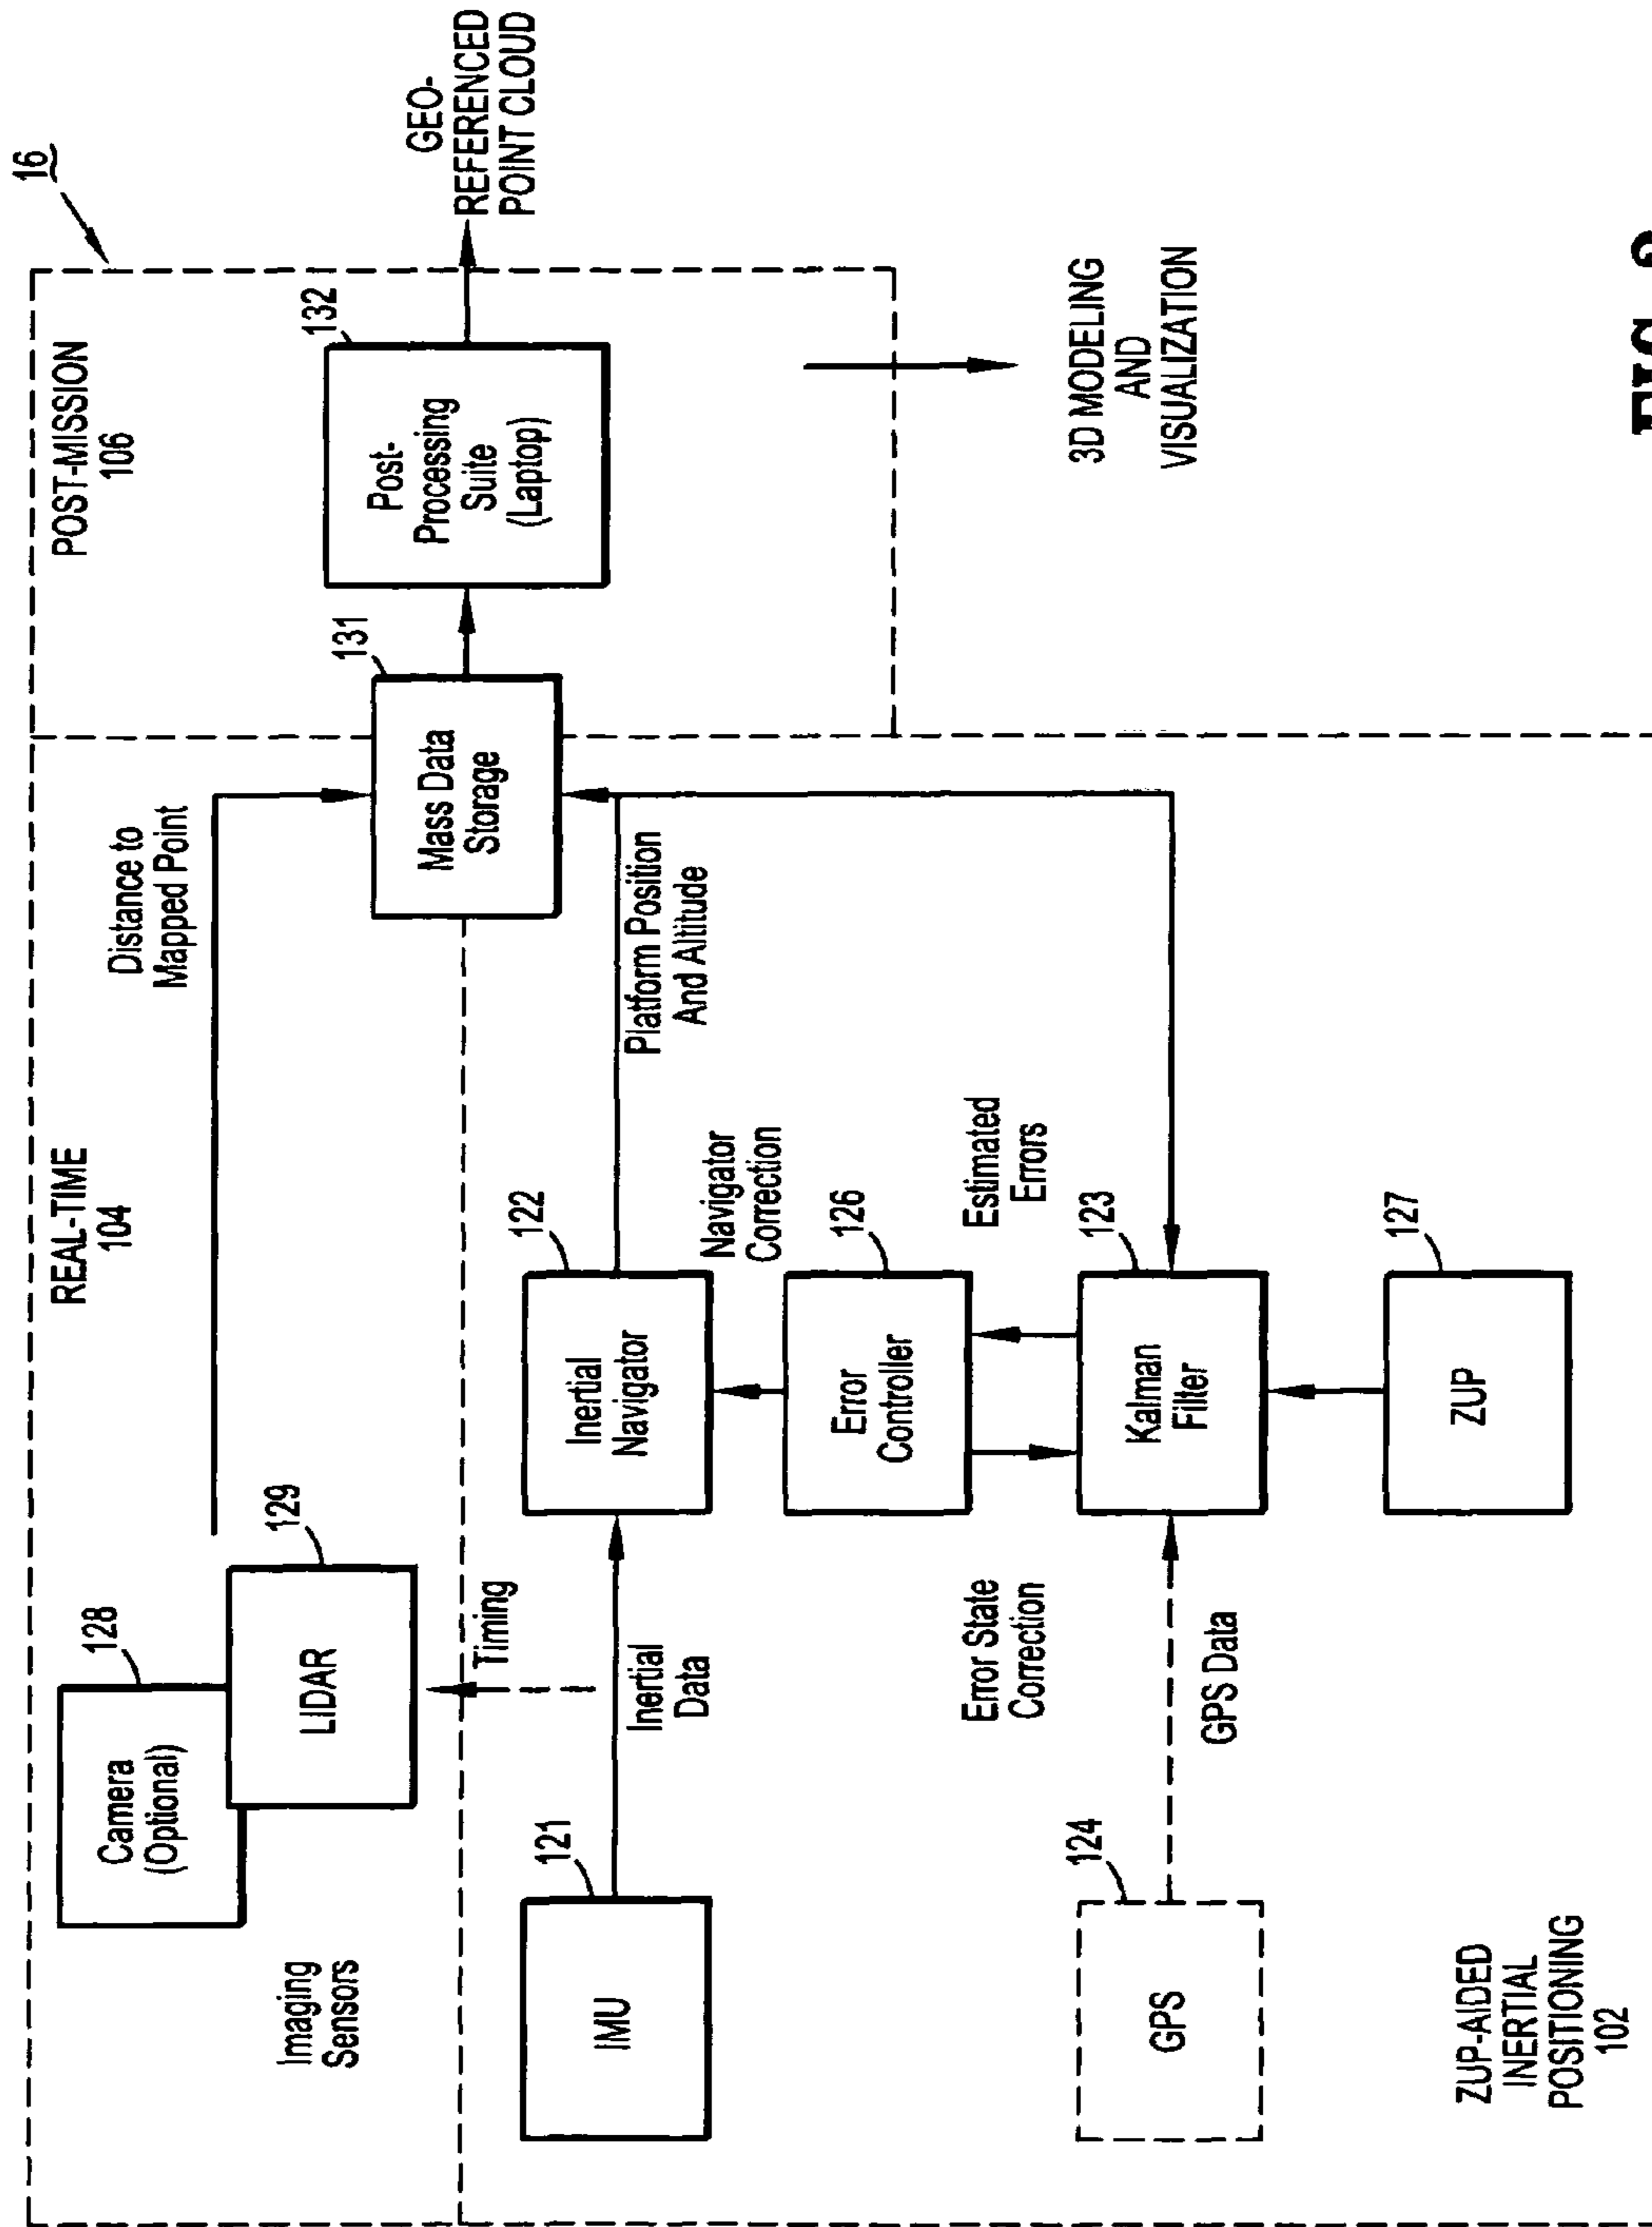 16
REAL-TIME
104
POST-MISSION
106
Camera
(Optional)
128
LIDAR
129
Imaging
Sensors
Timing
Distance to
Mapped Point
Mass Data
Storage
131
Post-
Processing
Suite
(Laptop)
132
GEO-
REFERENCED
POINT CLOUD
3D MODELING
AND
VISUALIZATION
IMU
121
Inertial
Data
Inertial
Navigator
122
Platform Position
And Altitude
Navigator
Correction
Error
Controller
126
Error State
Correction
Estimated
Errors
GPS
124
GPS Data
Kalman
Filter
123
ZUP
127
ZUP-AIDED
INERTIAL
POSITIONING
102
FIG.